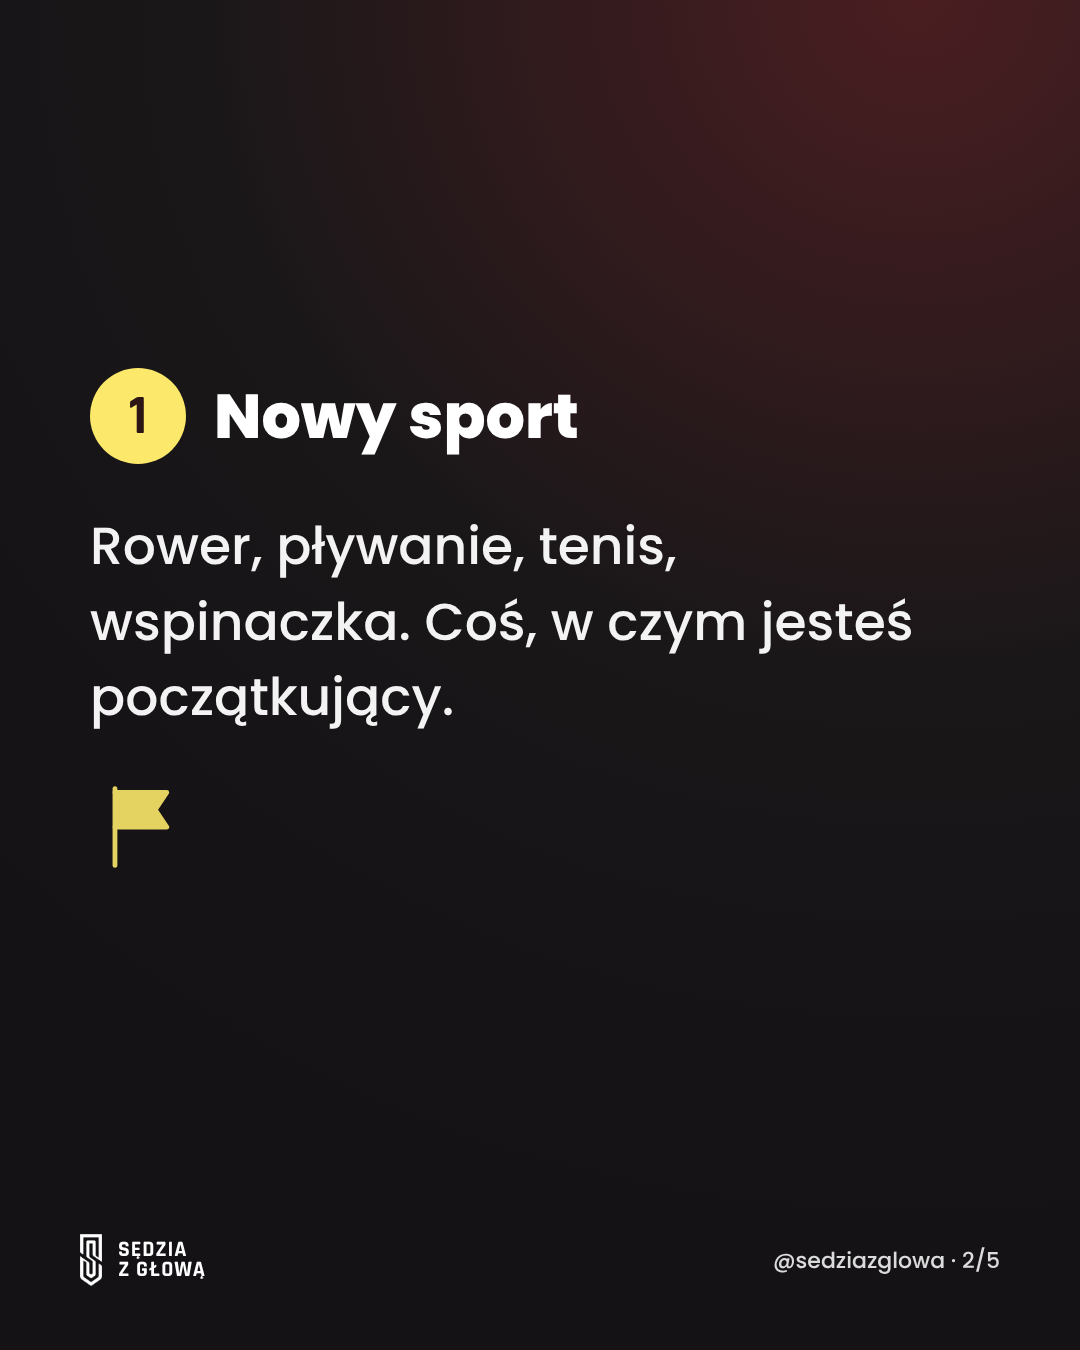 1 Nowy sport
Rower, pływanie, tenis,
wspinaczka. Coś, w czym jesteś
początkujący.
SĘDZIA
Z GŁOWĄ
@sedziazglowa · 2/5